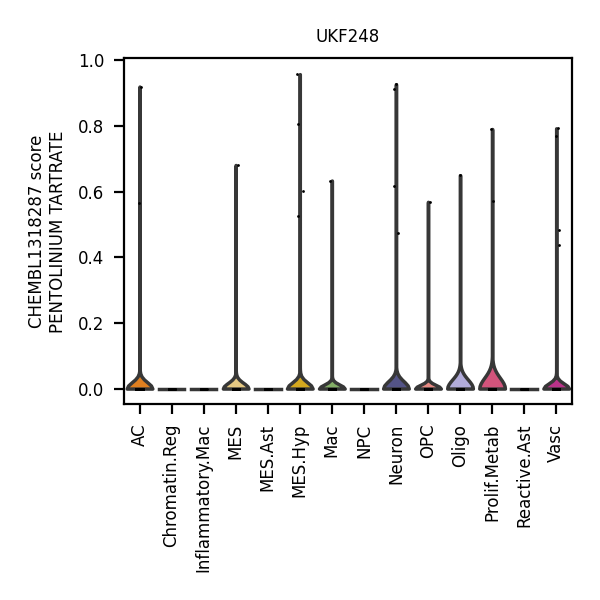 UKF248
CHEMBL1318287 score
PENTOLINIUM TARTRATE
1.0
0.8
0.6
0.4
0.2
0.0
AC
Chromatin.Reg
Inflammatory.Mac
MES
MES.Ast
MES.Hyp
Mac
NPC
Neuron
OPC
Oligo
Prolif.Metab
Reactive.Ast
Vasc